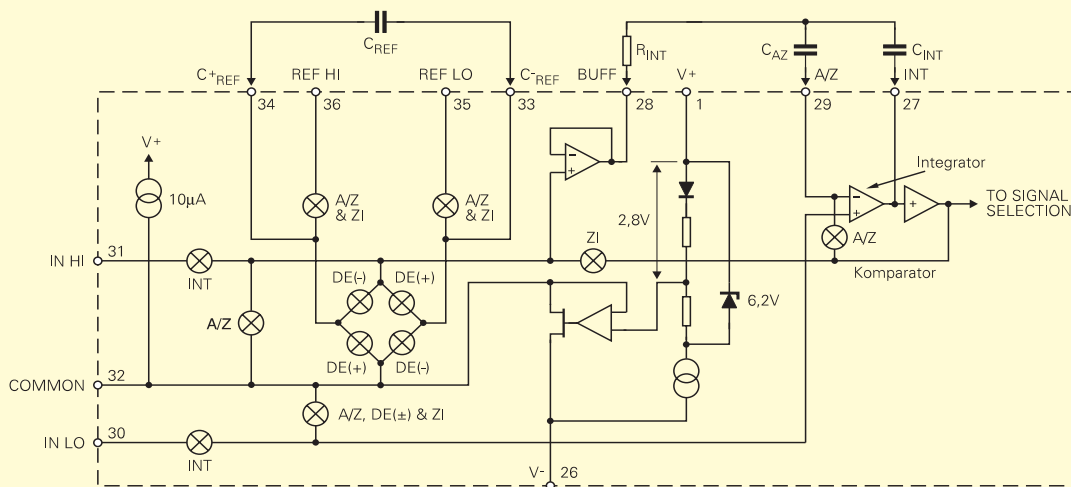 C_REF
R_INT
C_AZ
C_INT
C+_REF
REF HI
REF LO
C-_REF
BUFF
V+
A/Z
INT
34
36
35
33
28
1
29
27
V+
10µA
A/Z
& ZI
A/Z
& ZI
2,8V
Integrator
TO SIGNAL
SELECTION
A/Z
Komparator
ZI
IN HI
31
INT
DE(-)
DE(+)
6,2V
A/Z
DE(+)
DE(-)
COMMON
32
A/Z, DE(±) & ZI
IN LO
30
INT
V-
26